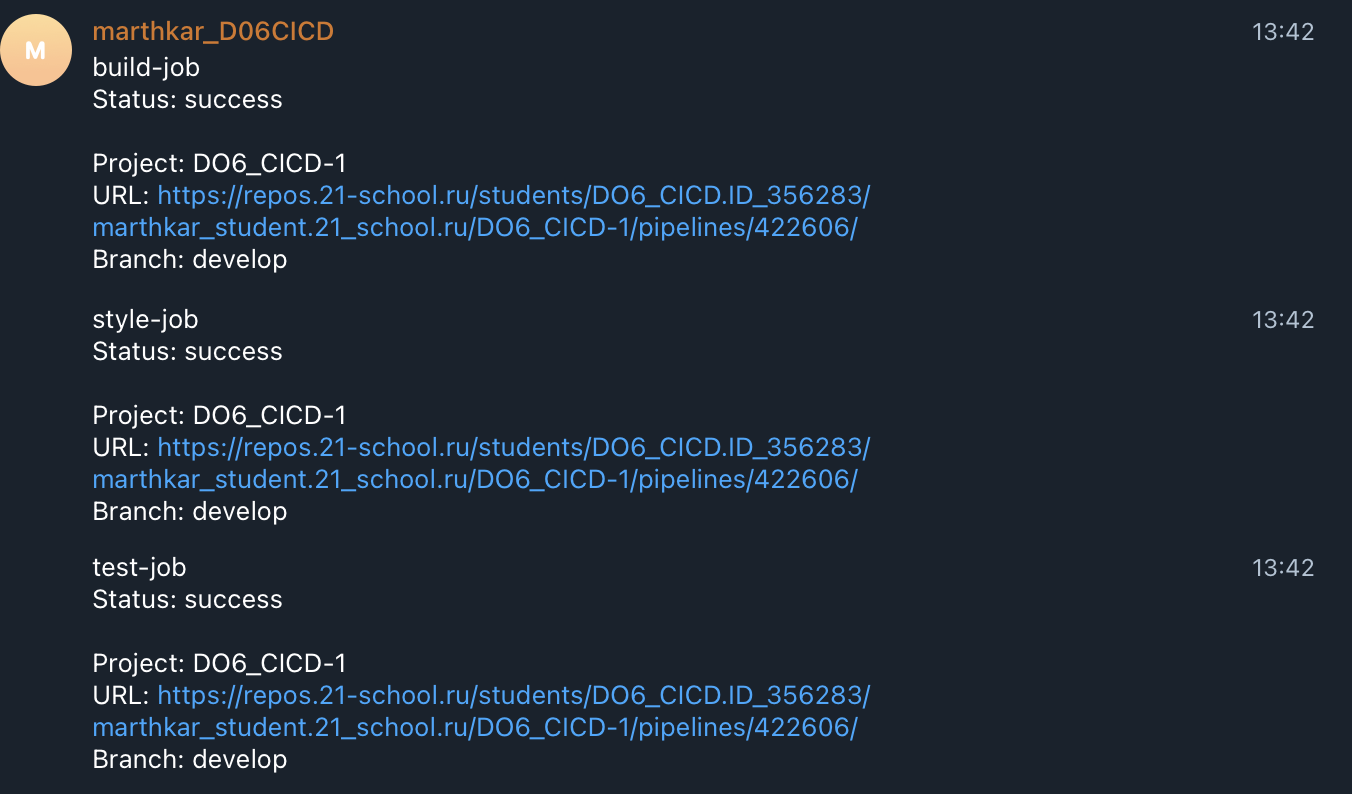 M
marthkar_D06CICD 13:42
build-job
Status: success
Project: DO6_CICD-1
URL: https://repos.21-school.ru/students/DO6_CICD.ID_356283/
marthkar_student.21_school.ru/DO6_CICD-1/pipelines/422606/
Branch: develop
style-job 13:42
Status: success
Project: DO6_CICD-1
URL: https://repos.21-school.ru/students/DO6_CICD.ID_356283/
marthkar_student.21_school.ru/DO6_CICD-1/pipelines/422606/
Branch: develop
test-job 13:42
Status: success
Project: DO6_CICD-1
URL: https://repos.21-school.ru/students/DO6_CICD.ID_356283/
marthkar_student.21_school.ru/DO6_CICD-1/pipelines/422606/
Branch: develop